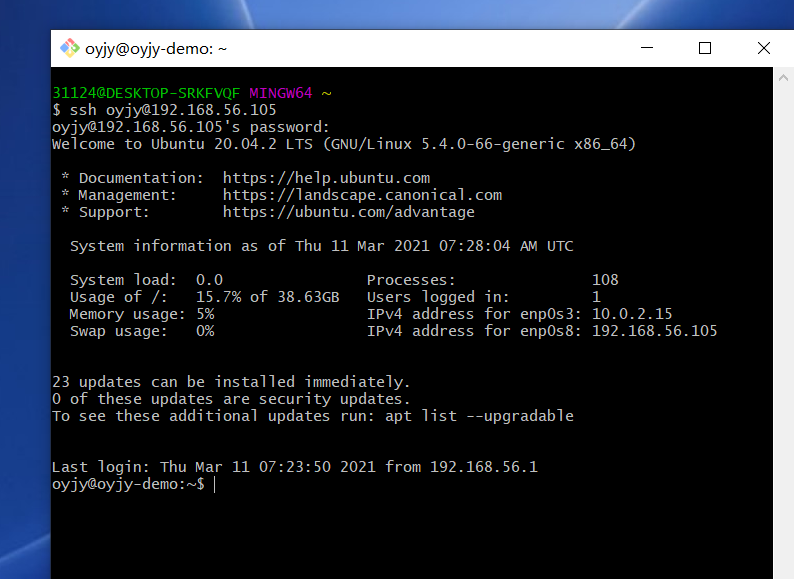 oyjy@oyjy-demo: ~
31124@DESKTOP-SRKFVQF MINGW64 ~
$ ssh oyjy@192.168.56.105
oyjy@192.168.56.105's password:
Welcome to Ubuntu 20.04.2 LTS (GNU/Linux 5.4.0-66-generic x86_64)
* Documentation:  https://help.ubuntu.com
* Management:     https://landscape.canonical.com
* Support:        https://ubuntu.com/advantage
System information as of Thu 11 Mar 2021 07:28:04 AM UTC
System load:  0.0                Processes:               108
Usage of /:   15.7% of 38.63GB   Users logged in:         1
Memory usage: 5%                 IPv4 address for enp0s3: 10.0.2.15
Swap usage:   0%                 IPv4 address for enp0s8: 192.168.56.105
23 updates can be installed immediately.
0 of these updates are security updates.
To see these additional updates run: apt list --upgradable
Last login: Thu Mar 11 07:23:50 2021 from 192.168.56.1
oyjy@oyjy-demo:~$